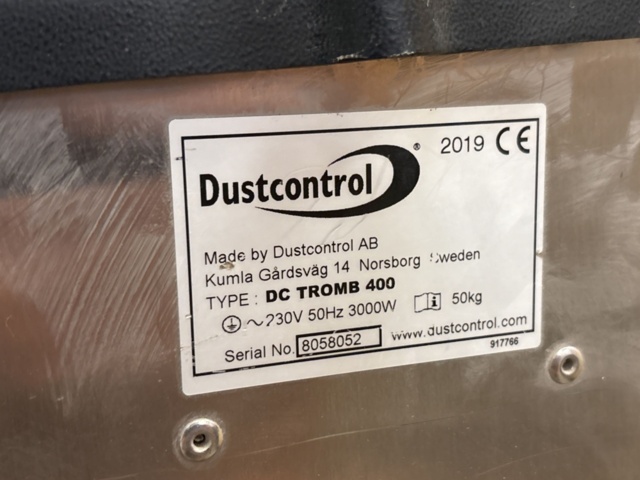 Dustcontrol®
2019 CE
Made by Dustcontrol AB
Kumla Gårdsväg 14 Norsborg Sweden
TYPE : DC TROMB 400
~230V 50Hz 3000W 50kg
Serial No. 8058052
www.dustcontrol.com
917766